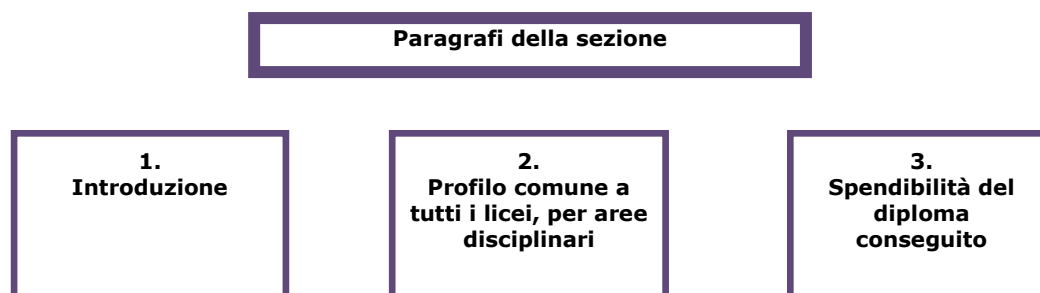 Paragrafi della sezione
1.
Introduzione
2.
Profilo comune a
tutti i licei, per aree
disciplinari
3.
Spendibilità del
diploma
conseguito